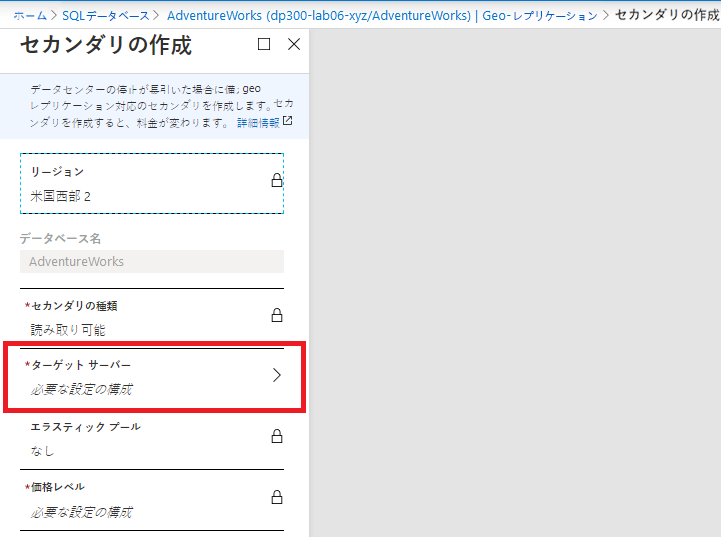 ホーム > SQLデータベース > AdventureWorks (dp300-lab06-xyz/AdventureWorks) | Geo-レプリケーション > セカンダリの作成
セカンダリの作成
データセンターの停止が長引いた場合に備; geo
レプリケーション対応のセカンダリを作成します。セカ
ンダリを作成すると、料金が変わります。 詳細情報
リージョン
米国西部 2
データベース名
AdventureWorks
*セカンダリの種類
読み取り可能
*ターゲット サーバー
必要な設定の構成
エラスティック プール
なし
*価格レベル
必要な設定の構成